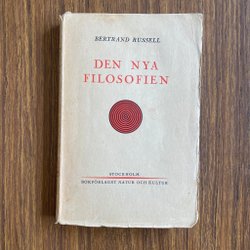 BERTRAND RUSSELL
DEN NYA
FILOSOFIEN
STOCKHOLM
BOKFÖRLAGET NATUR OCH KULTUR